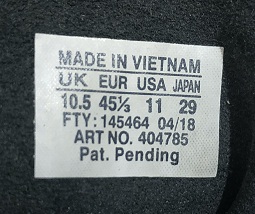 MADE IN VIETNAM
UK EUR USA JAPAN
10.5 45⅓ 11 29
FTY: 145464 04/18
ART NO. 404785
Pat. Pending